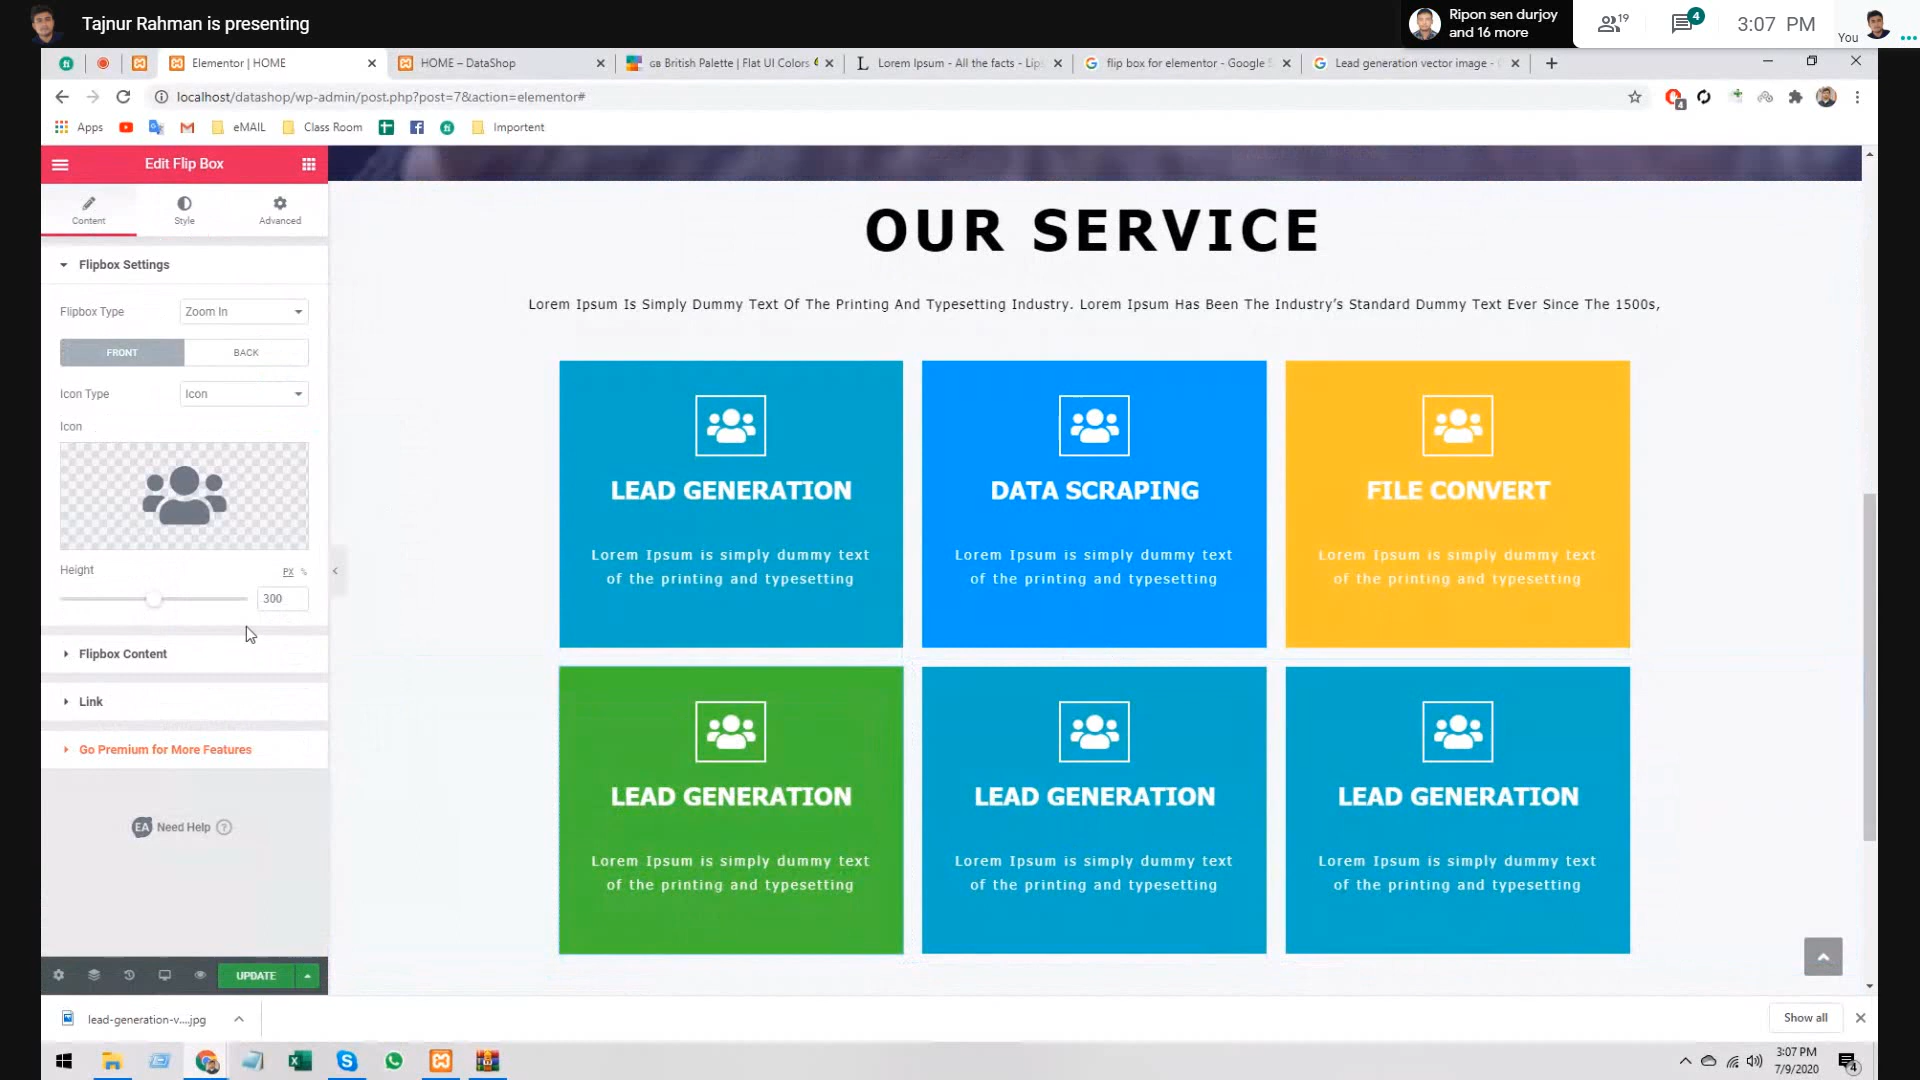 Tajnur Rahman is presenting
Ripon sen durjoy
and 16 more
19
4
3:07 PM
You
Elementor | HOME
HOME – DataShop
GB British Palette | Flat UI Colors
Lorem Ipsum - All the facts - Lip
flip box for elementor - Google
Lead generation vector image -
localhost/datashop/wp-admin/post.php?post=7&action=elementor#
4
Apps
eMAIL
Class Room
Importent
Edit Flip Box
Content
Style
Advanced
Flipbox Settings
Flipbox Type
Zoom In
FRONT
BACK
Icon Type
Icon
Icon
Height
PX
%
300
Flipbox Content
Link
Go Premium for More Features
EA Need Help ?
UPDATE
OUR SERVICE
Lorem Ipsum Is Simply Dummy Text Of The Printing And Typesetting Industry. Lorem Ipsum Has Been The Industry's Standard Dummy Text Ever Since The 1500s,
LEAD GENERATION
Lorem Ipsum is simply dummy text
of the printing and typesetting
DATA SCRAPING
Lorem Ipsum is simply dummy text
of the printing and typesetting
FILE CONVERT
Lorem Ipsum is simply dummy text
of the printing and typesetting
LEAD GENERATION
Lorem Ipsum is simply dummy text
of the printing and typesetting
LEAD GENERATION
Lorem Ipsum is simply dummy text
of the printing and typesetting
LEAD GENERATION
Lorem Ipsum is simply dummy text
of the printing and typesetting
lead-generation-v....jpg
Show all
3:07 PM
7/9/2020
4